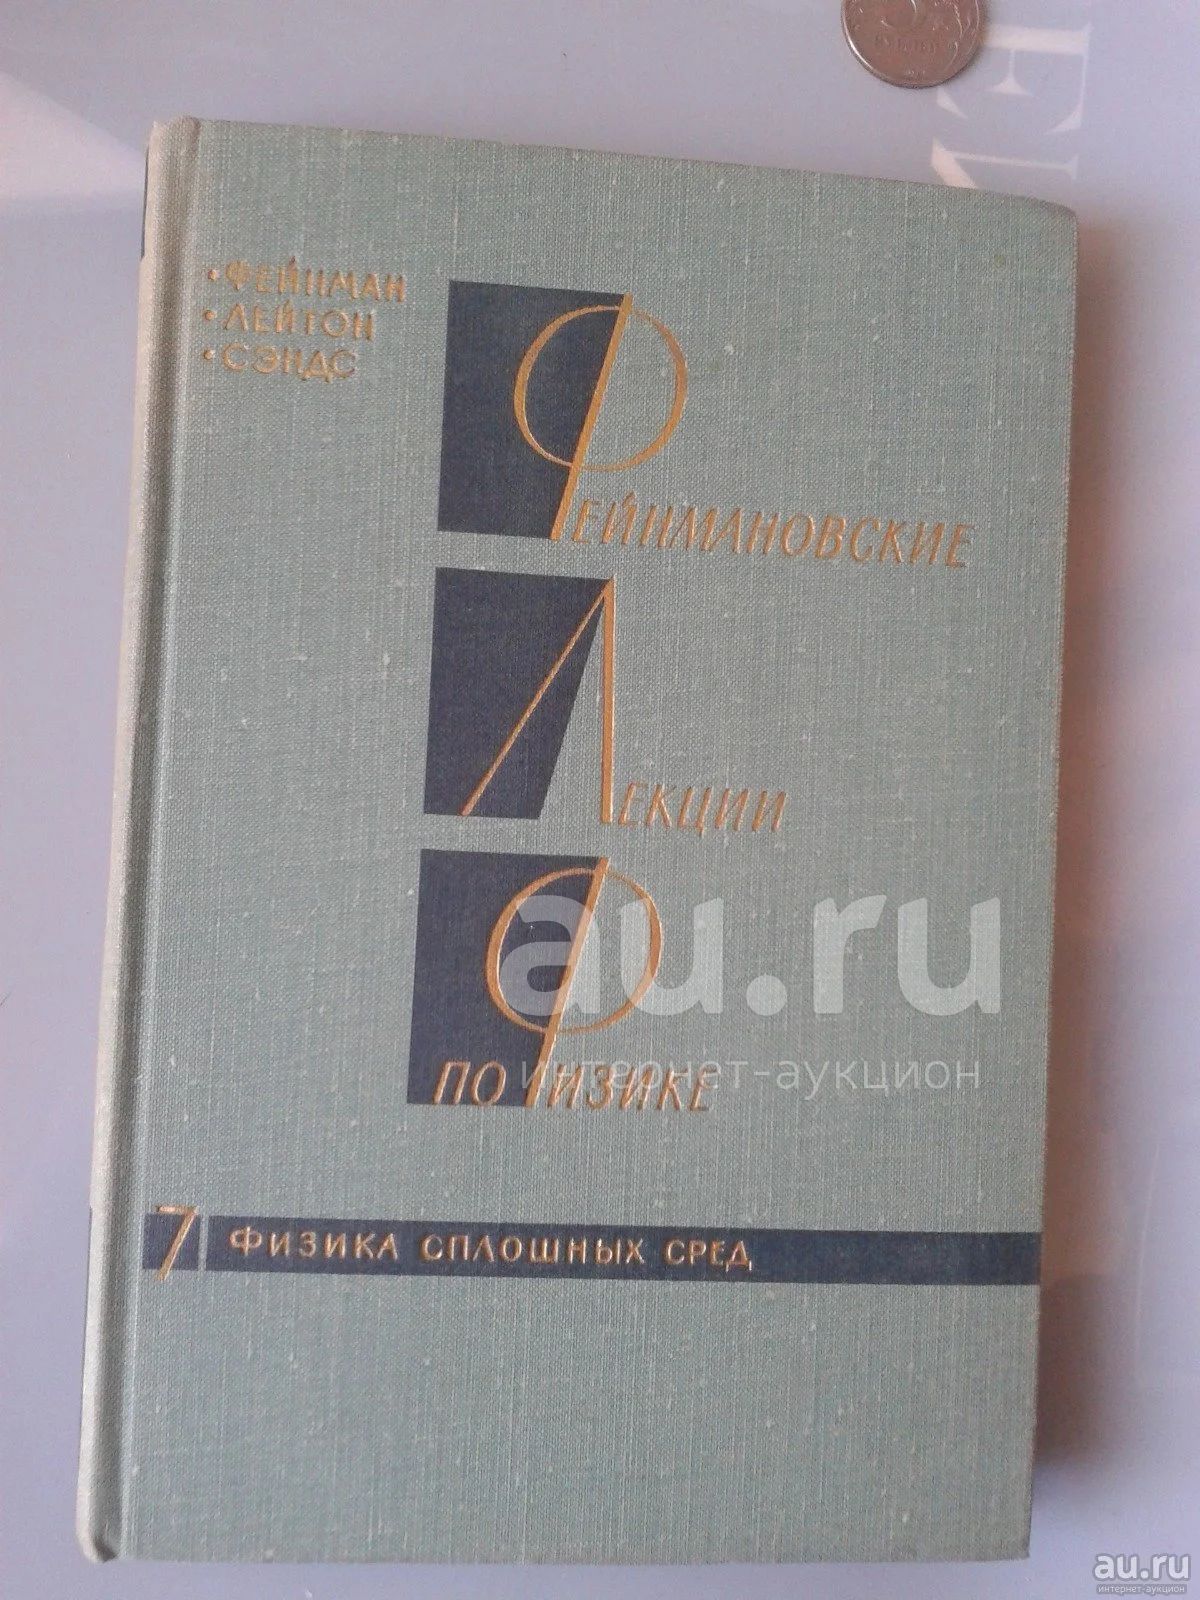 • ФЕЙНМАН
• ЛЕЙТОН
• СЭНДС
ФЕЙНМАНОВСКИЕ
ЛЕКЦИИ
ПО ФИЗИКЕ
7 ФИЗИКА СПЛОШНЫХ СРЕД
au.ru
интернет-аукцион
au.ru
интернет-аукцион